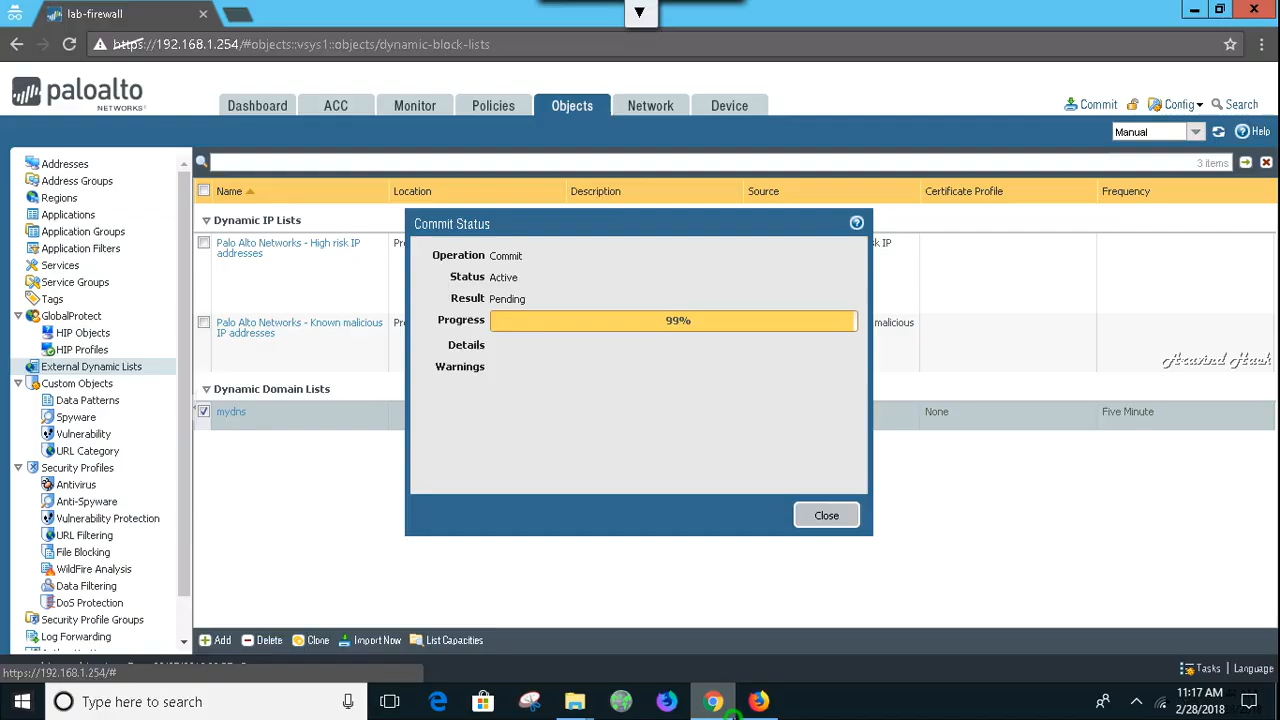 lab-firewall
https://192.168.1.254/#objects::vsys1::objects/dynamic-block-lists
paloalto
NETWORKS
Dashboard
ACC
Monitor
Policies
Objects
Network
Device
Commit
Config
Search
Manual
Help
Addresses
Address Groups
Regions
Applications
Application Groups
Application Filters
Services
Service Groups
Tags
GlobalProtect
HIP Objects
HIP Profiles
External Dynamic Lists
Custom Objects
Data Patterns
Spyware
Vulnerability
URL Category
Security Profiles
Antivirus
Anti-Spyware
Vulnerability Protection
URL Filtering
File Blocking
WildFire Analysis
Data Filtering
DoS Protection
Security Profile Groups
Log Forwarding
3 items
Name
Location
Description
Source
Certificate Profile
Frequency
Dynamic IP Lists
Palo Alto Networks - High risk IP
addresses
Pre
k IP
Palo Alto Networks - Known malicious
IP addresses
Pre
malicious
Dynamic Domain Lists
mydns
None
Five Minute
Commit Status
Operation Commit
Status Active
Result Pending
Progress 99%
Details
Warnings
Close
Aravind Hask
Add
Delete
Clone
Import Now
List Capacities
https://192.168.1.254/#
Tasks
Language
Type here to search
11:17 AM
2/28/2018